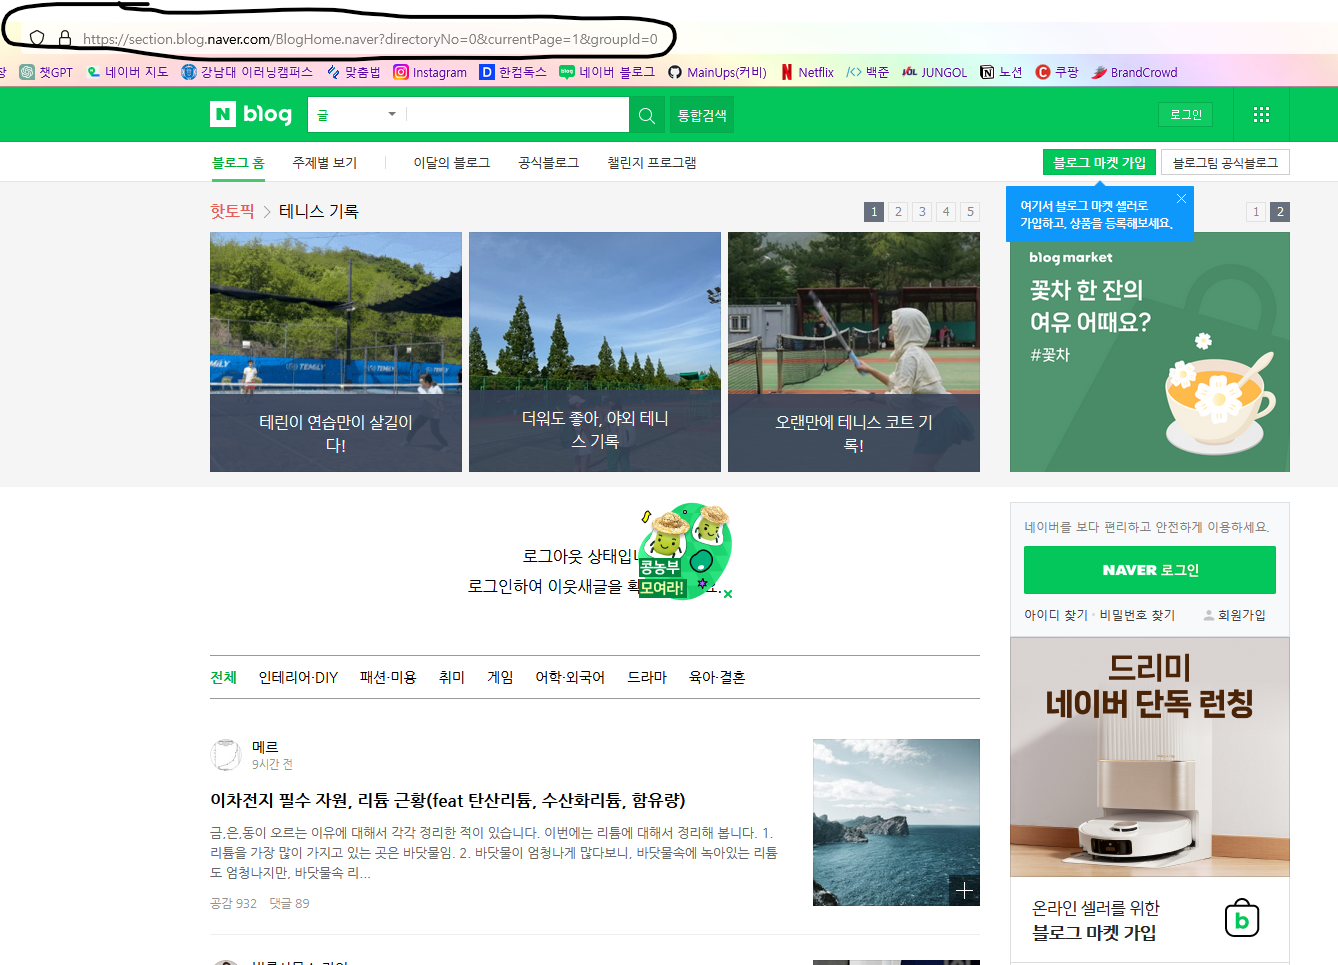 https://section.blog.naver.com/BlogHome.naver?directoryNo=0&currentPage=1&groupId=0
챗GPT 네이버 지도 강남대 이러닝캠퍼스 맞춤법 Instagram 한컴독스 네이버 블로그 MainUps(커비) Netflix 백준 JUNGOL 노션 쿠팡 BrandCrowd
N blog 글 통합검색 로그인
블로그 홈 주제별 보기 이달의 블로그 공식블로그 챌린지 프로그램 블로그 마켓 가입 블로그팀 공식블로그
여기서 블로그 마켓 셀러로
가입하고, 상품을 등록해보세요.
핫토픽 테니스 기록 1 2 3 4 5 1 2
TEMILY TEMILY
테린이 연습만이 살길이
다!
더워도 좋아, 야외 테니
스 기록
오랜만에 테니스 코트 기
록!
blog market
꽃차 한 잔의
여유 어때요?
#꽃차
로그아웃 상태입
로그인하여 이웃새글을 요.
콩농부
모여라!
네이버를 보다 편리하고 안전하게 이용하세요.
NAVER 로그인
아이디 찾기 · 비밀번호 찾기 회원가입
전체 인테리어·DIY 패션·미용 취미 게임 어학·외국어 드라마 육아·결혼
드리미
네이버 단독 런칭
메르
9시간 전
이차전지 필수 자원, 리튬 근황(feat 탄산리튬, 수산화리튬, 함유량)
금,은,동이 오르는 이유에 대해서 각각 정리한 적이 있습니다. 이번에는 리튬에 대해서 정리해 봅니다. 1.
리튬을 가장 많이 가지고 있는 곳은 바닷물임. 2. 바닷물이 엄청나게 많다보니, 바닷물속에 녹아있는 리튬
도 엄청나지만, 바닷물속 리...
공감 932 댓글 89
온라인 셀러를 위한
블로그 마켓 가입
b